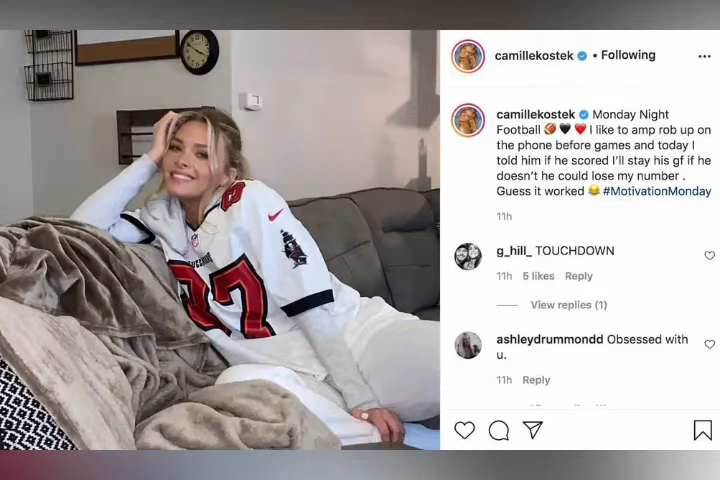 camillekostek • Following
camillekostek Monday Night
Football 🏈🖤❤️ I like to amp rob up on
the phone before games and today I
told him if he scored I'll stay his gf if he
doesn't he could lose my number .
Guess it worked 😂 #MotivationMonday
11h
g_hill_ TOUCHDOWN
11h 5 likes Reply
View replies (1)
ashleydrummondd Obsessed with
u.
11h Reply
87